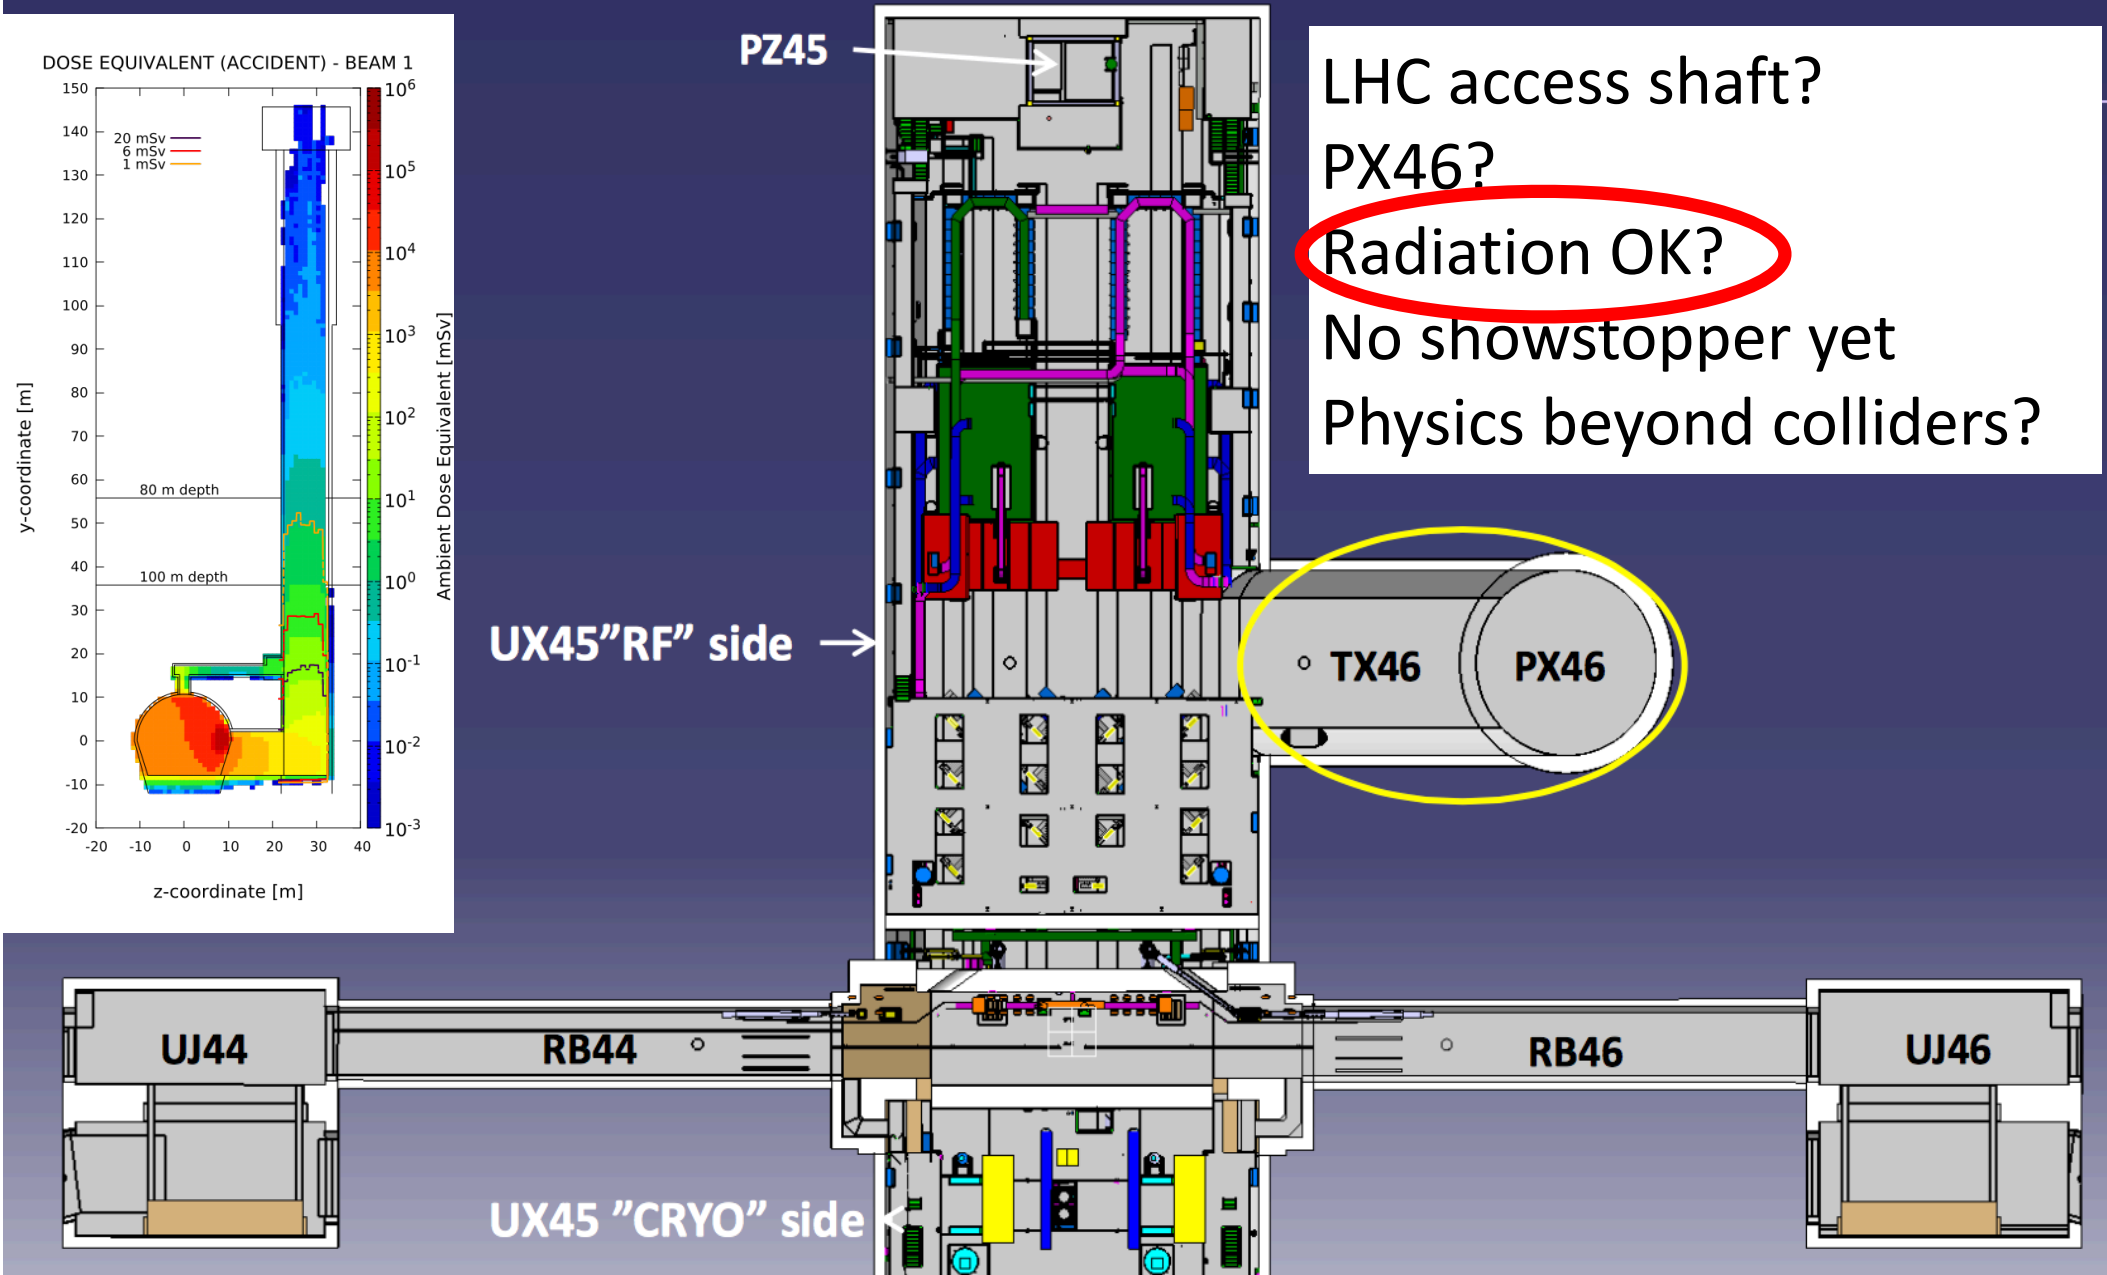 DOSE EQUIVALENT (ACCIDENT) - BEAM 1
20 mSv
6 mSv
1 mSv
150
140
130
120
110
100
90
80
70
60
50
40
30
20
10
0
-10
-20
y-coordinate [m]
80 m depth
100 m depth
-20 -10 0 10 20 30 40
z-coordinate [m]
10^6
10^5
10^4
10^3
10^2
10^1
10^0
10^-1
10^-2
10^-3
Ambient Dose Equivalent [mSv]
PZ45
LHC access shaft?
PX46?
Radiation OK?
No showstopper yet
Physics beyond colliders?
UX45”RF” side
TX46
PX46
UJ44
RB44
RB46
UJ46
UX45 ”CRYO” side